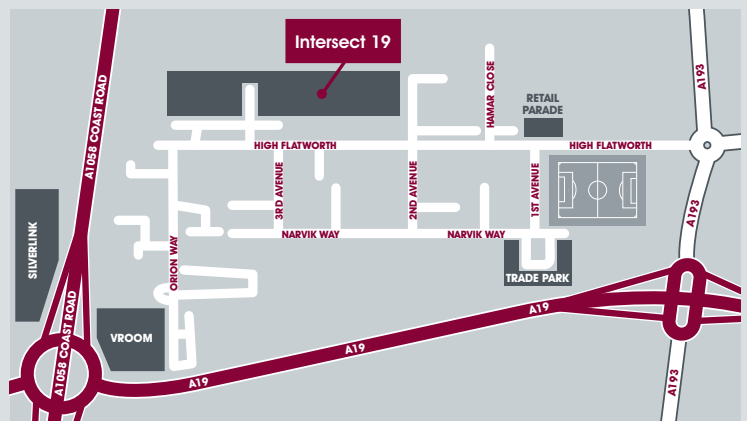 Intersect 19
A1058 COAST ROAD
HAMAR CLOSE
RETAIL
PARADE
A193
HIGH FLATWORTH
HIGH FLATWORTH
3RD AVENUE
2ND AVENUE
1ST AVENUE
A193
SILVERLINK
ORION WAY
NARVIK WAY
NARVIK WAY
TRADE PARK
A1058 COAST ROAD
VROOM
A19
A19
A19
A193